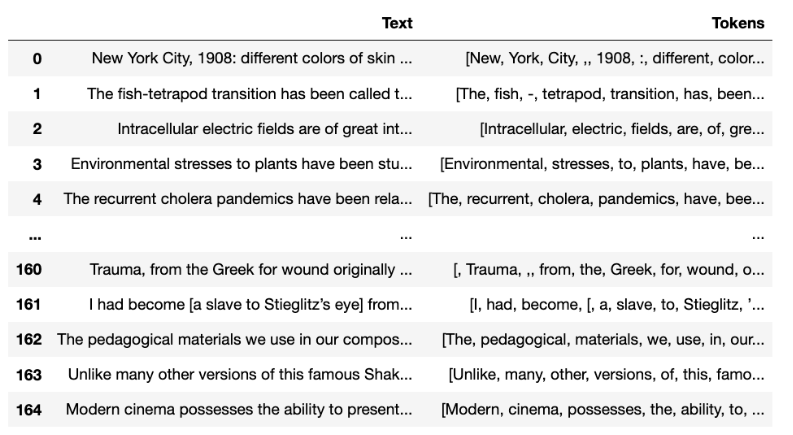 Text Tokens
0 New York City, 1908: different colors of skin ... [New, York, City, ,, 1908, :, different, color...
1 The fish-tetrapod transition has been called t... [The, fish, -, tetrapod, transition, has, been...
2 Intracellular electric fields are of great int... [Intracellular, electric, fields, are, of, gre...
3 Environmental stresses to plants have been stu... [Environmental, stresses, to, plants, have, be...
4 The recurrent cholera pandemics have been rela... [The, recurrent, cholera, pandemics, have, bee...
... ... ...
160 Trauma, from the Greek for wound originally ... [, Trauma, ,, from, the, Greek, for, wound, o...
161 I had become [a slave to Stieglitz’s eye] from... [I, had, become, [, a, slave, to, Stieglitz, ’...
162 The pedagogical materials we use in our compos... [The, pedagogical, materials, we, use, in, our...
163 Unlike many other versions of this famous Shak... [Unlike, many, other, versions, of, this, famo...
164 Modern cinema possesses the ability to present... [Modern, cinema, possesses, the, ability, to, ...